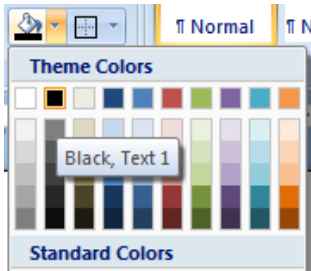 ¶ Normal ¶ N
Theme Colors
Black, Text 1
Standard Colors